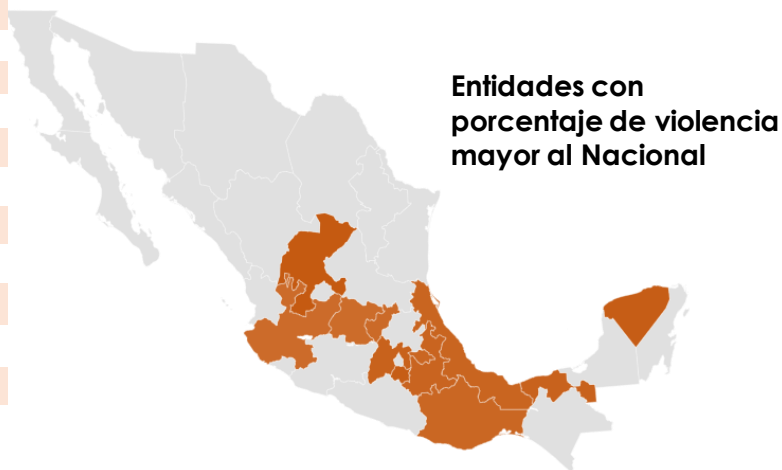 Entidades con
porcentaje de violencia
mayor al Nacional